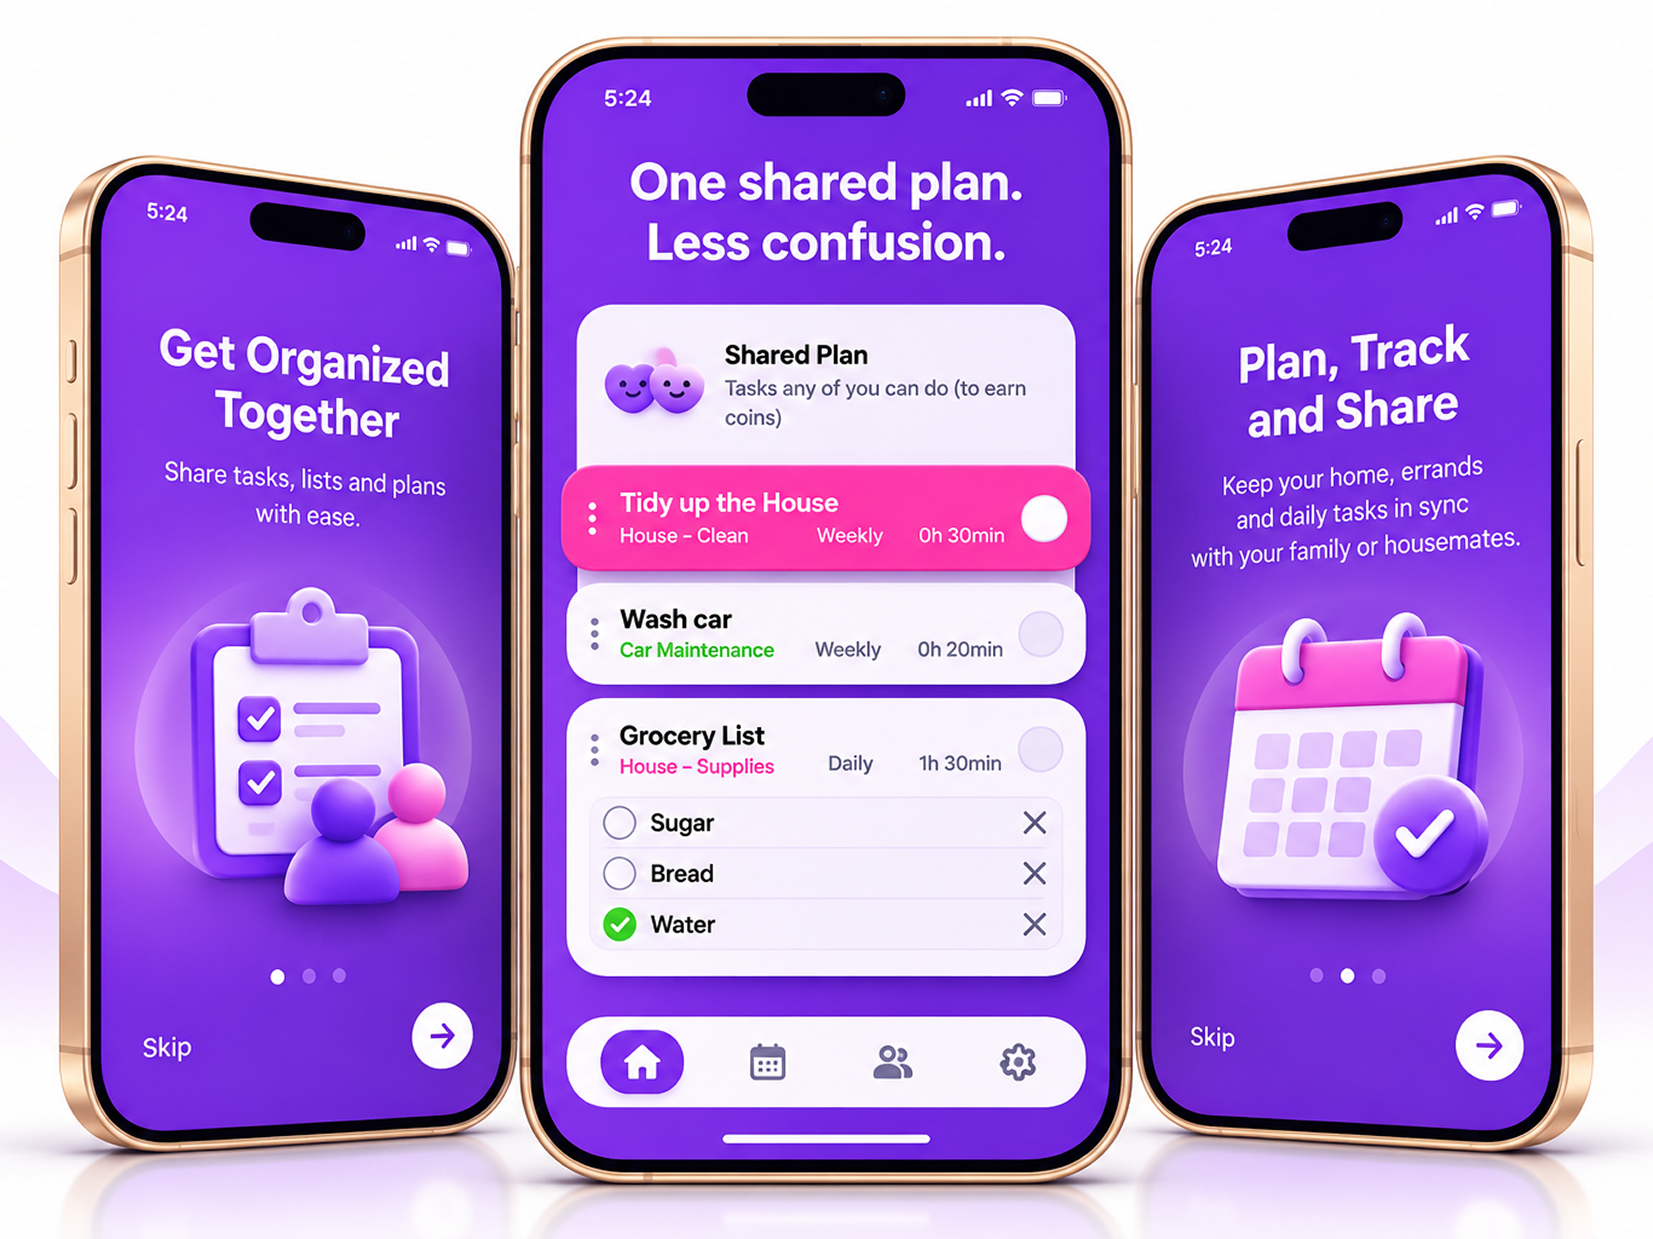 5:24
Get Organized
Together
Share tasks, lists and plans
with ease.
Skip
5:24
One shared plan.
Less confusion.
Shared Plan
Tasks any of you can do (to earn
coins)
Tidy up the House
House – Clean Weekly 0h 30min
Wash car
Car Maintenance Weekly 0h 20min
Grocery List
House – Supplies Daily 1h 30min
Sugar
Bread
Water
5:24
Plan, Track
and Share
Keep your home, errands
and daily tasks in sync
with your family or housemates.
Skip